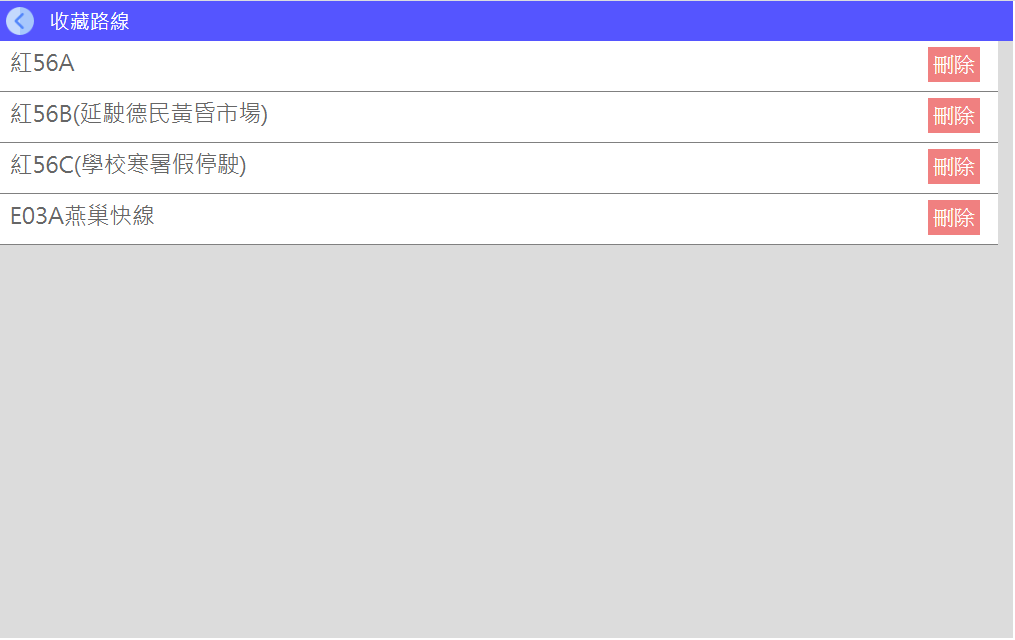 收藏路線
紅56A 刪除
紅56B(延駛德民黃昏市場) 刪除
紅56C(學校寒暑假停駛) 刪除
E03A燕巢快線 刪除